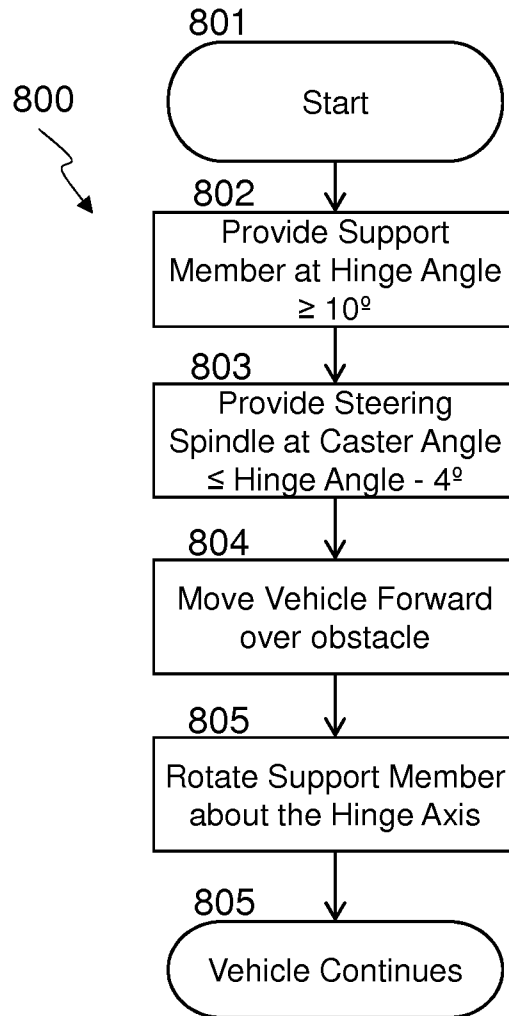 801
Start
800
802
Provide Support
Member at Hinge Angle
≥ 10º
803
Provide Steering
Spindle at Caster Angle
≤ Hinge Angle - 4º
804
Move Vehicle Forward
over obstacle
805
Rotate Support Member
about the Hinge Axis
805
Vehicle Continues